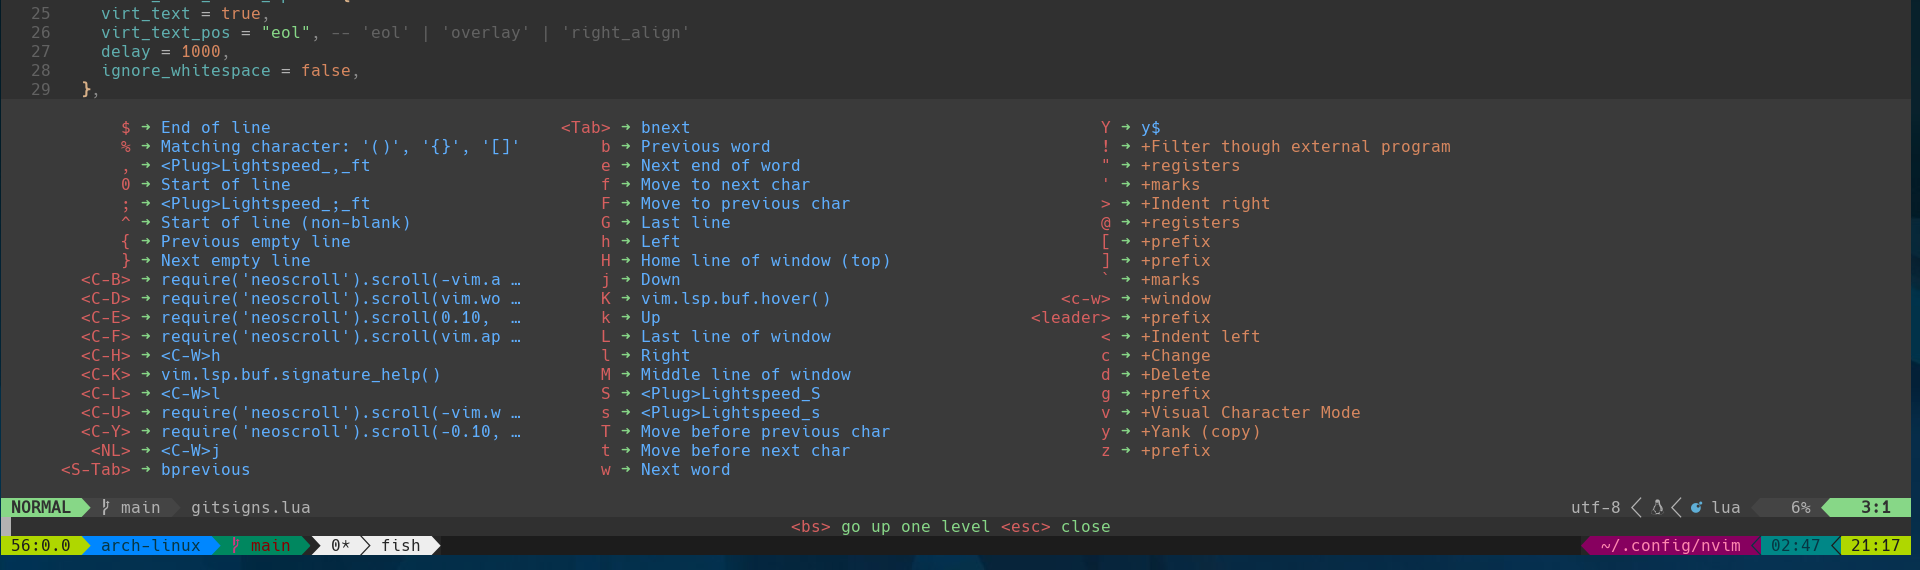 25 virt_text = true,
26 virt_text_pos = "eol", -- 'eol' | 'overlay' | 'right_align'
27 delay = 1000,
28 ignore_whitespace = false,
29 },
$ ➜ End of line <Tab> ➜ bnext Y ➜ y$
% ➜ Matching character: '()', '{}', '[]' b ➜ Previous word ! ➜ +Filter though external program
, ➜ <Plug>Lightspeed_,_ft e ➜ Next end of word " ➜ +registers
0 ➜ Start of line f ➜ Move to next char ' ➜ +marks
; ➜ <Plug>Lightspeed_;_ft F ➜ Move to previous char > ➜ +Indent right
^ ➜ Start of line (non-blank) G ➜ Last line @ ➜ +registers
{ ➜ Previous empty line h ➜ Left [ ➜ +prefix
} ➜ Next empty line H ➜ Home line of window (top) ] ➜ +prefix
<C-B> ➜ require('neoscroll').scroll(-vim.a … j ➜ Down ` ➜ +marks
<C-D> ➜ require('neoscroll').scroll(vim.wo … K ➜ vim.lsp.buf.hover() <c-w> ➜ +window
<C-E> ➜ require('neoscroll').scroll(0.10, … k ➜ Up <leader> ➜ +prefix
<C-F> ➜ require('neoscroll').scroll(vim.ap … L ➜ Last line of window < ➜ +Indent left
<C-H> ➜ <C-W>h l ➜ Right c ➜ +Change
<C-K> ➜ vim.lsp.buf.signature_help() M ➜ Middle line of window d ➜ +Delete
<C-L> ➜ <C-W>l S ➜ <Plug>Lightspeed_S g ➜ +prefix
<C-U> ➜ require('neoscroll').scroll(-vim.w … s ➜ <Plug>Lightspeed_s v ➜ +Visual Character Mode
<C-Y> ➜ require('neoscroll').scroll(-0.10, … T ➜ Move before previous char y ➜ +Yank (copy)
<NL> ➜ <C-W>j t ➜ Move before next char z ➜ +prefix
<S-Tab> ➜ bprevious w ➜ Next word
NORMAL main gitsigns.lua utf-8 lua 6% 3:1
<bs> go up one level <esc> close
56:0.0 arch-linux main 0* fish ~/.config/nvim 02:47 21:17